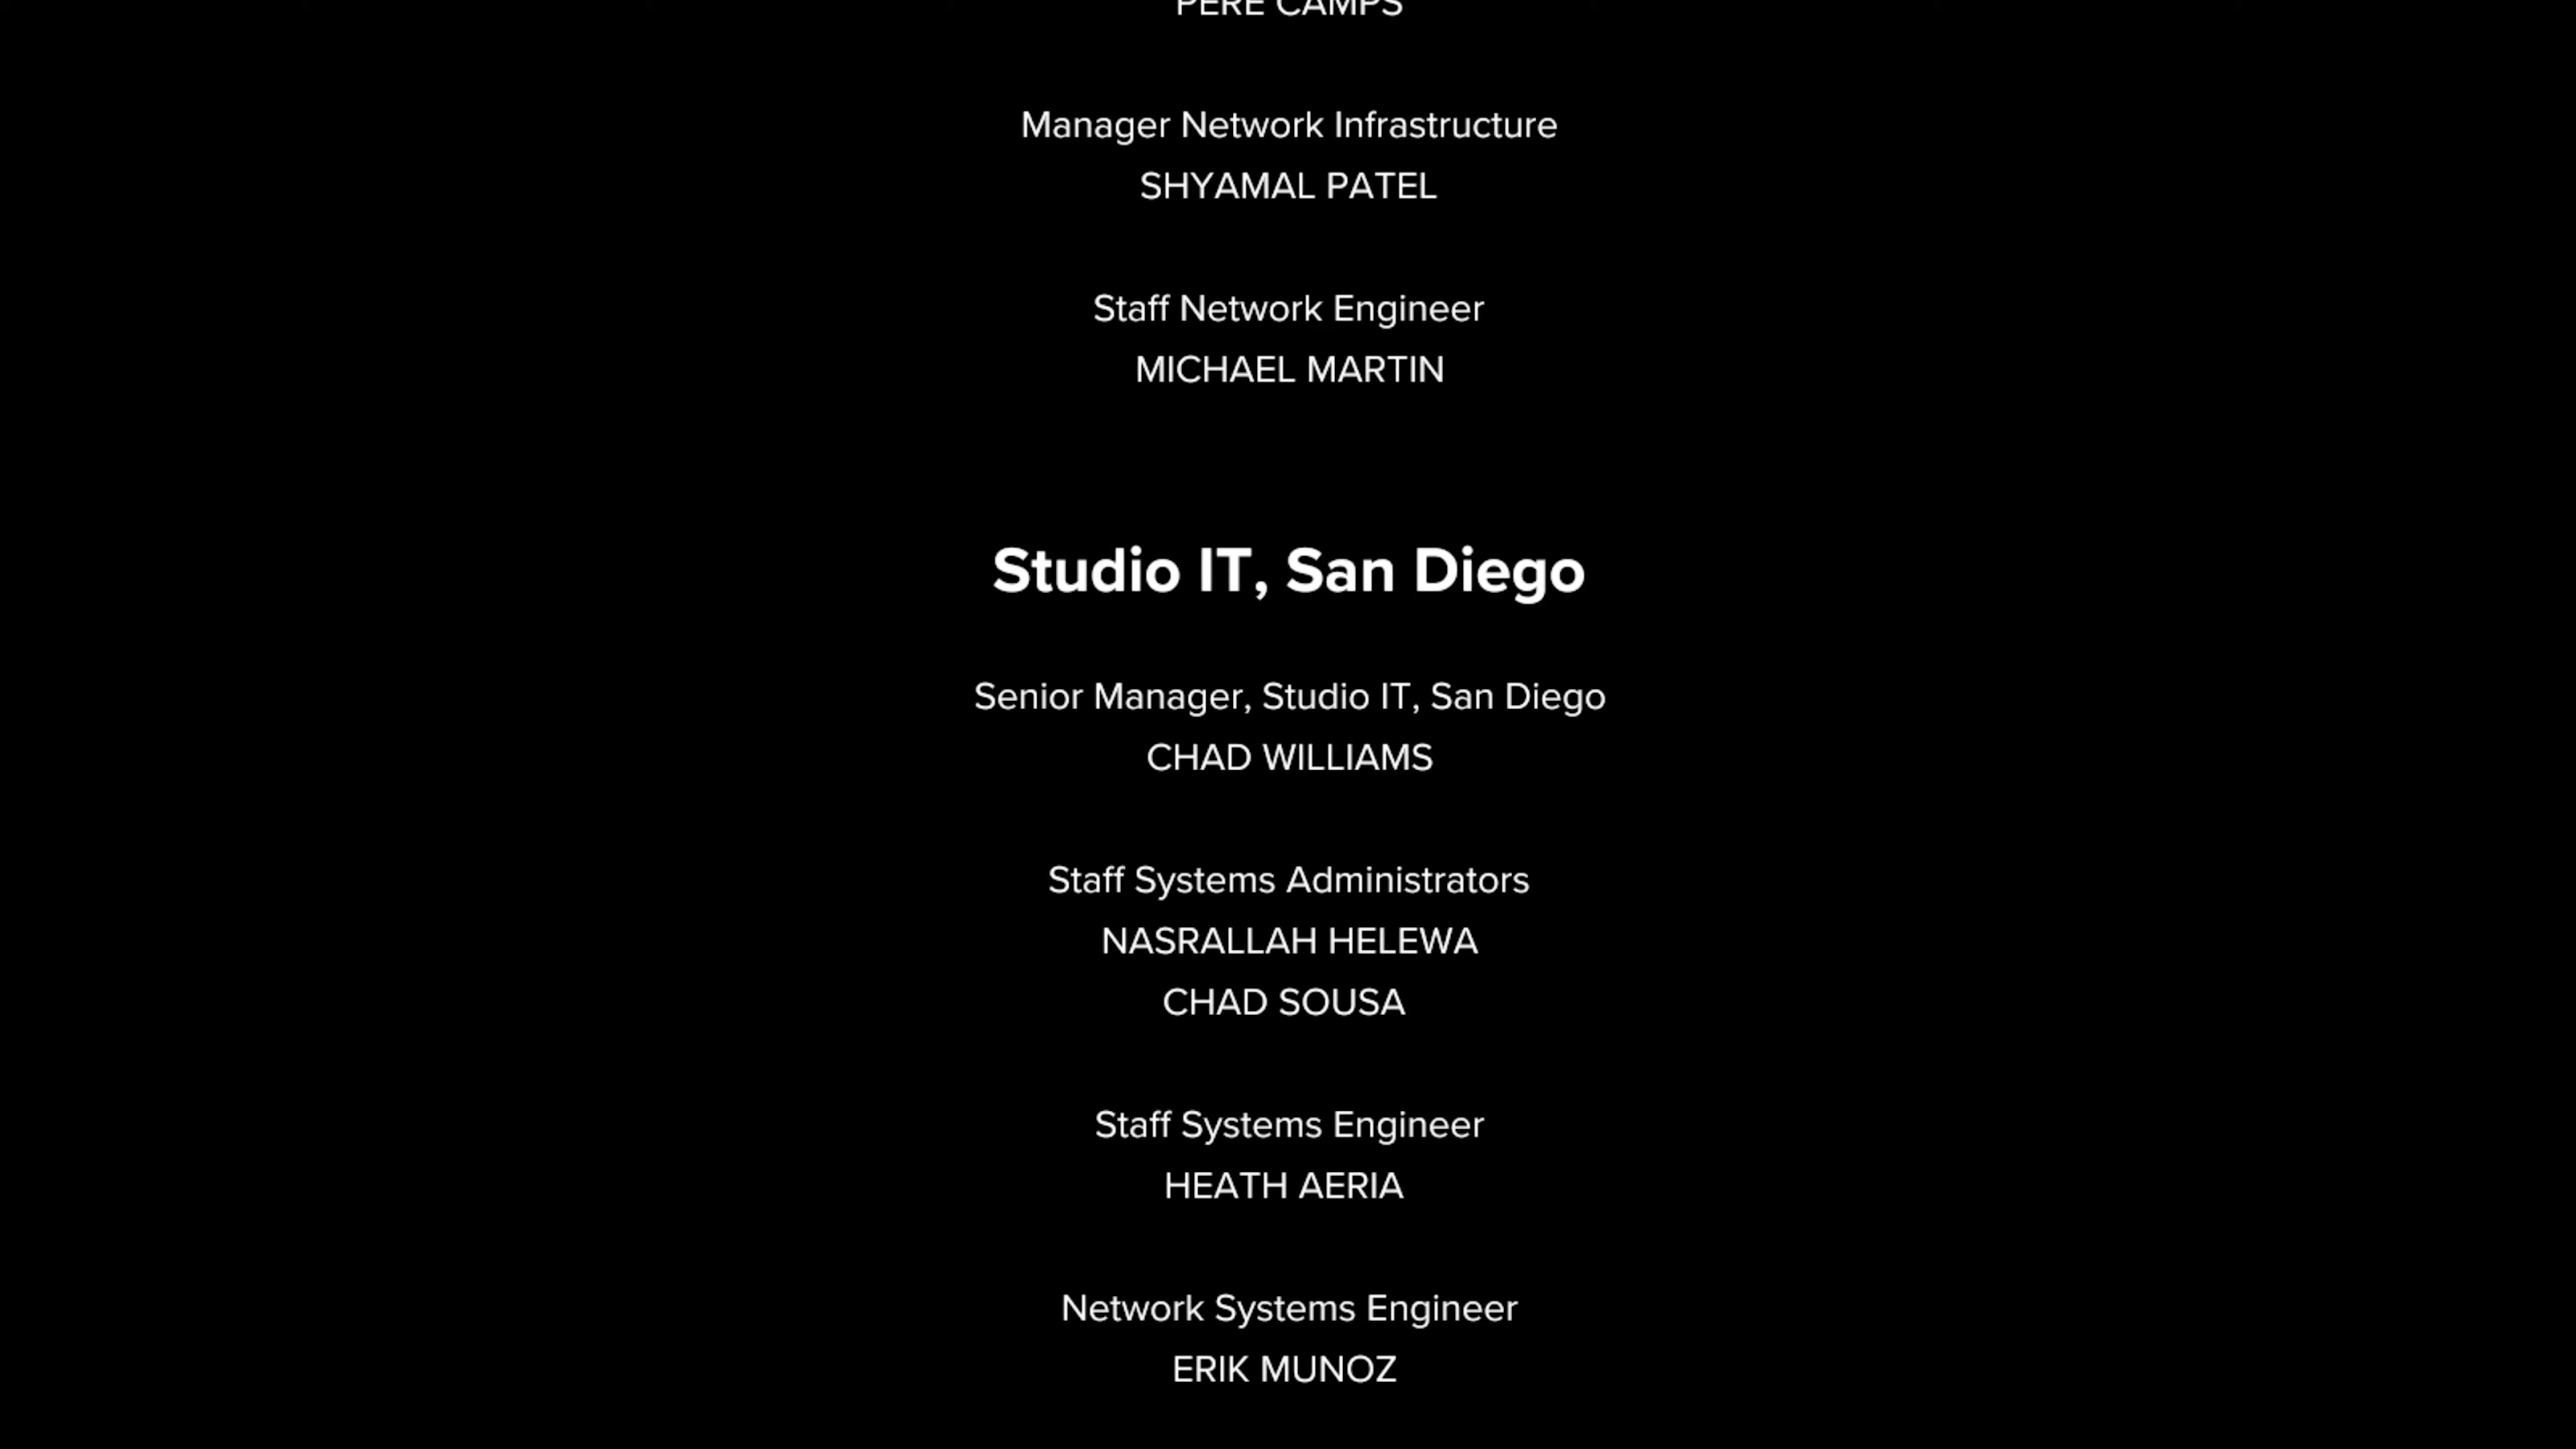 PERE CAMPS
Manager Network Infrastructure
SHYAMAL PATEL
Staff Network Engineer
MICHAEL MARTIN
Studio IT, San Diego
Senior Manager, Studio IT, San Diego
CHAD WILLIAMS
Staff Systems Administrators
NASRALLAH HELEWA
CHAD SOUSA
Staff Systems Engineer
HEATH AERIA
Network Systems Engineer
ERIK MUNOZ